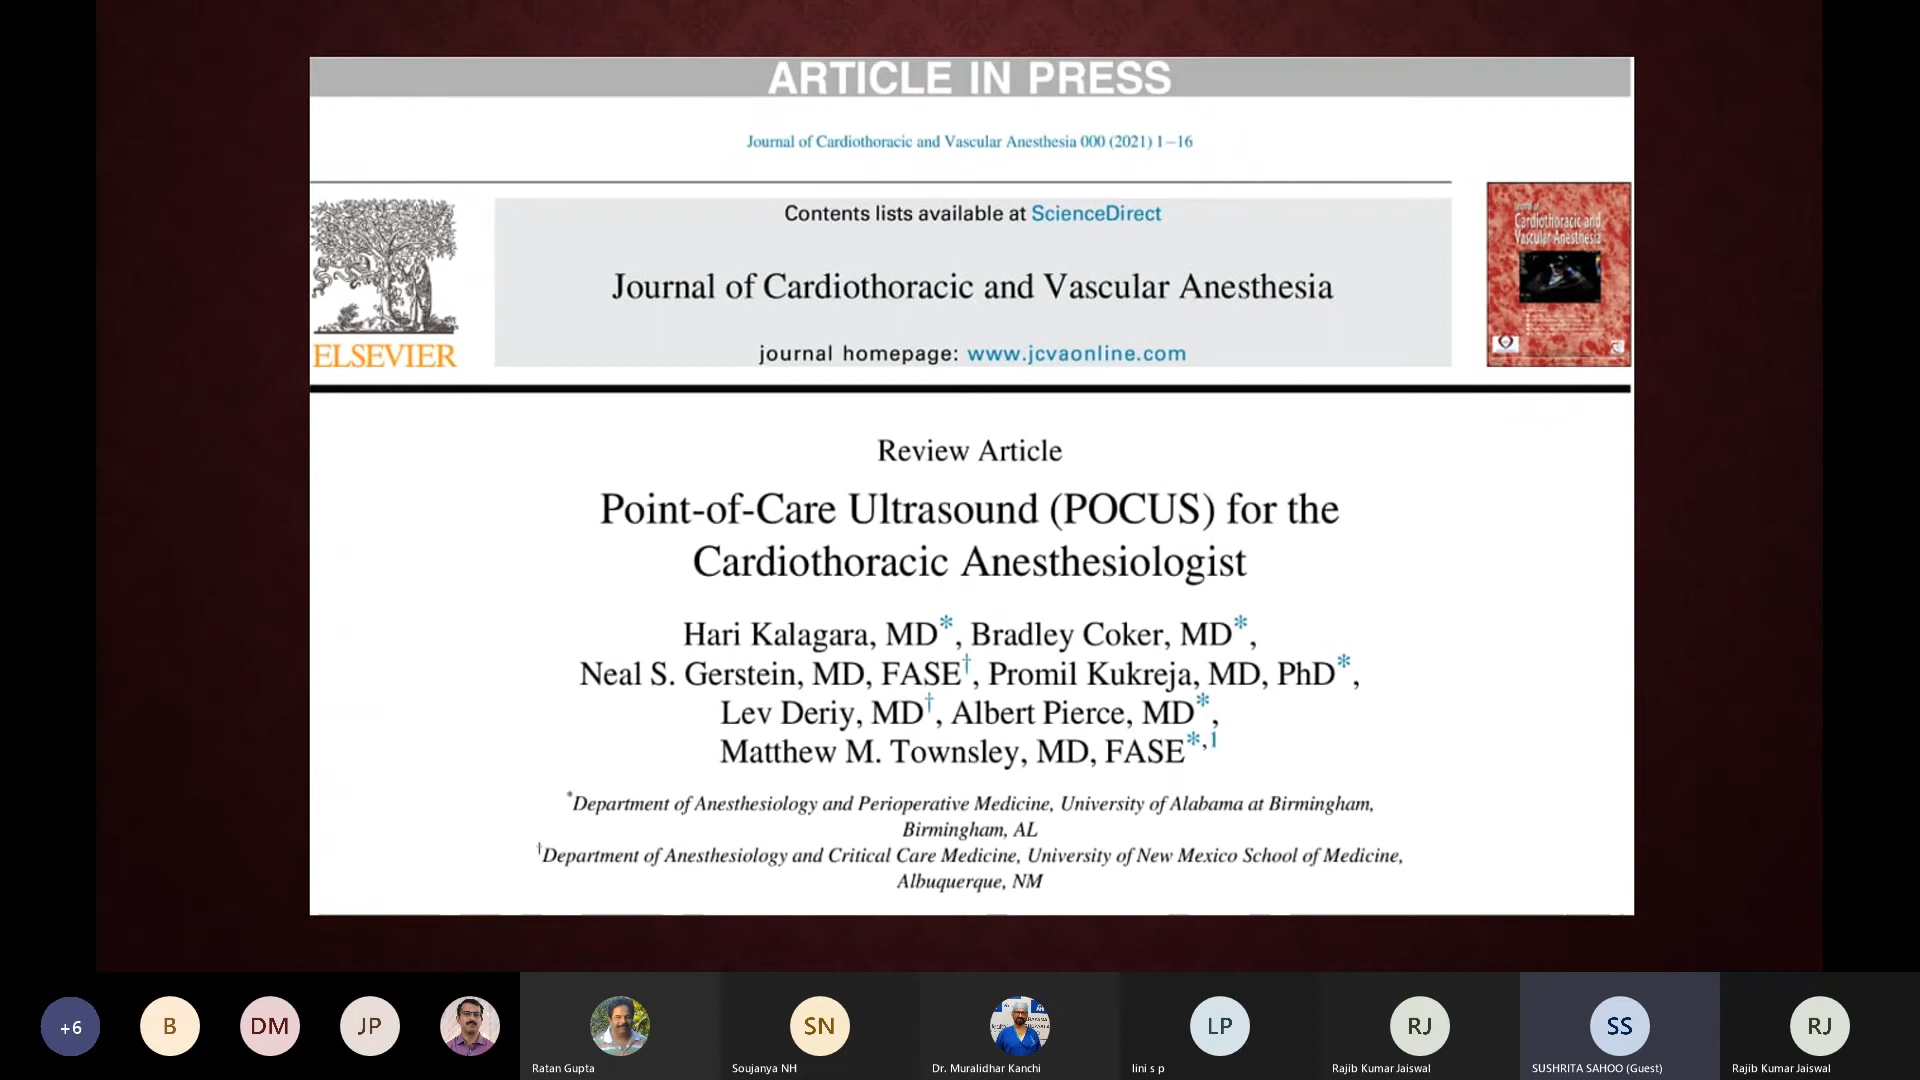 ARTICLE IN PRESS
Journal of Cardiothoracic and Vascular Anesthesia 000 (2021) 1–16
Contents lists available at ScienceDirect
Journal of Cardiothoracic and Vascular Anesthesia
journal homepage: www.jcvaonline.com
ELSEVIER
Cardiothoracic and
Vascular Anesthesia
Review Article
Point-of-Care Ultrasound (POCUS) for the
Cardiothoracic Anesthesiologist
Hari Kalagara, MD*, Bradley Coker, MD*,
Neal S. Gerstein, MD, FASE†, Promil Kukreja, MD, PhD*,
Lev Deriy, MD†, Albert Pierce, MD*,
Matthew M. Townsley, MD, FASE*,1
*Department of Anesthesiology and Perioperative Medicine, University of Alabama at Birmingham,
Birmingham, AL
†Department of Anesthesiology and Critical Care Medicine, University of New Mexico School of Medicine,
Albuquerque, NM
+6
B
DM
JP
SN
LP
RJ
SS
RJ
Ratan Gupta
Soujanya NH
Dr. Muralidhar Kanchi
lini s p
Rajib Kumar Jaiswal
SUSHRITA SAHOO (Guest)
Rajib Kumar Jaiswal